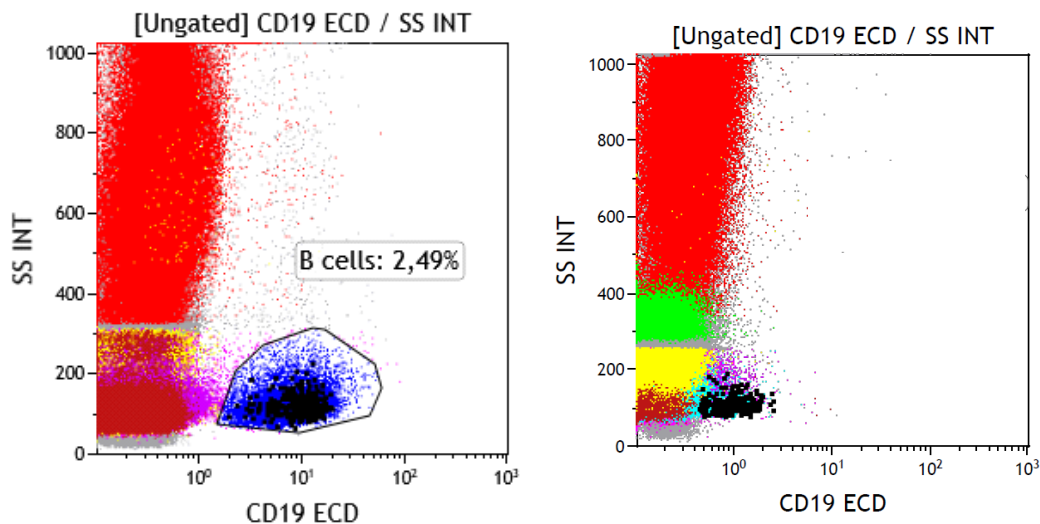 [Ungated] CD19 ECD / SS INT
1000
800
600
400
200
0
SS INT
B cells: 2,49%
10⁰
10¹
10²
10³
CD19 ECD
[Ungated] CD19 ECD / SS INT
1000
800
600
400
200
0
SS INT
10⁰
10¹
10²
10³
CD19 ECD